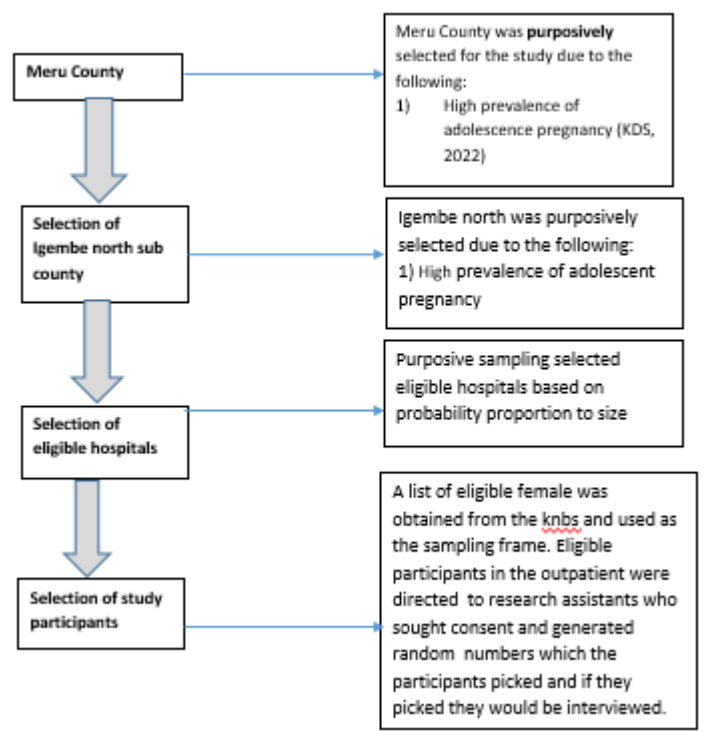 Meru County
Meru County was purposively
selected for the study due to the
following:
1) High prevalence of
adolescence pregnancy (KDS,
2022)
Selection of
Igembe north sub
county
Igembe north was purposively
selected due to the following:
1) High prevalence of adolescent
pregnancy
Selection of
eligible hospitals
Purposive sampling selected
eligible hospitals based on
probability proportion to size
Selection of study
participants
A list of eligible female was
obtained from the knbs and used as
the sampling frame. Eligible
participants in the outpatient were
directed to research assistants who
sought consent and generated
random numbers which the
participants picked and if they
picked they would be interviewed.